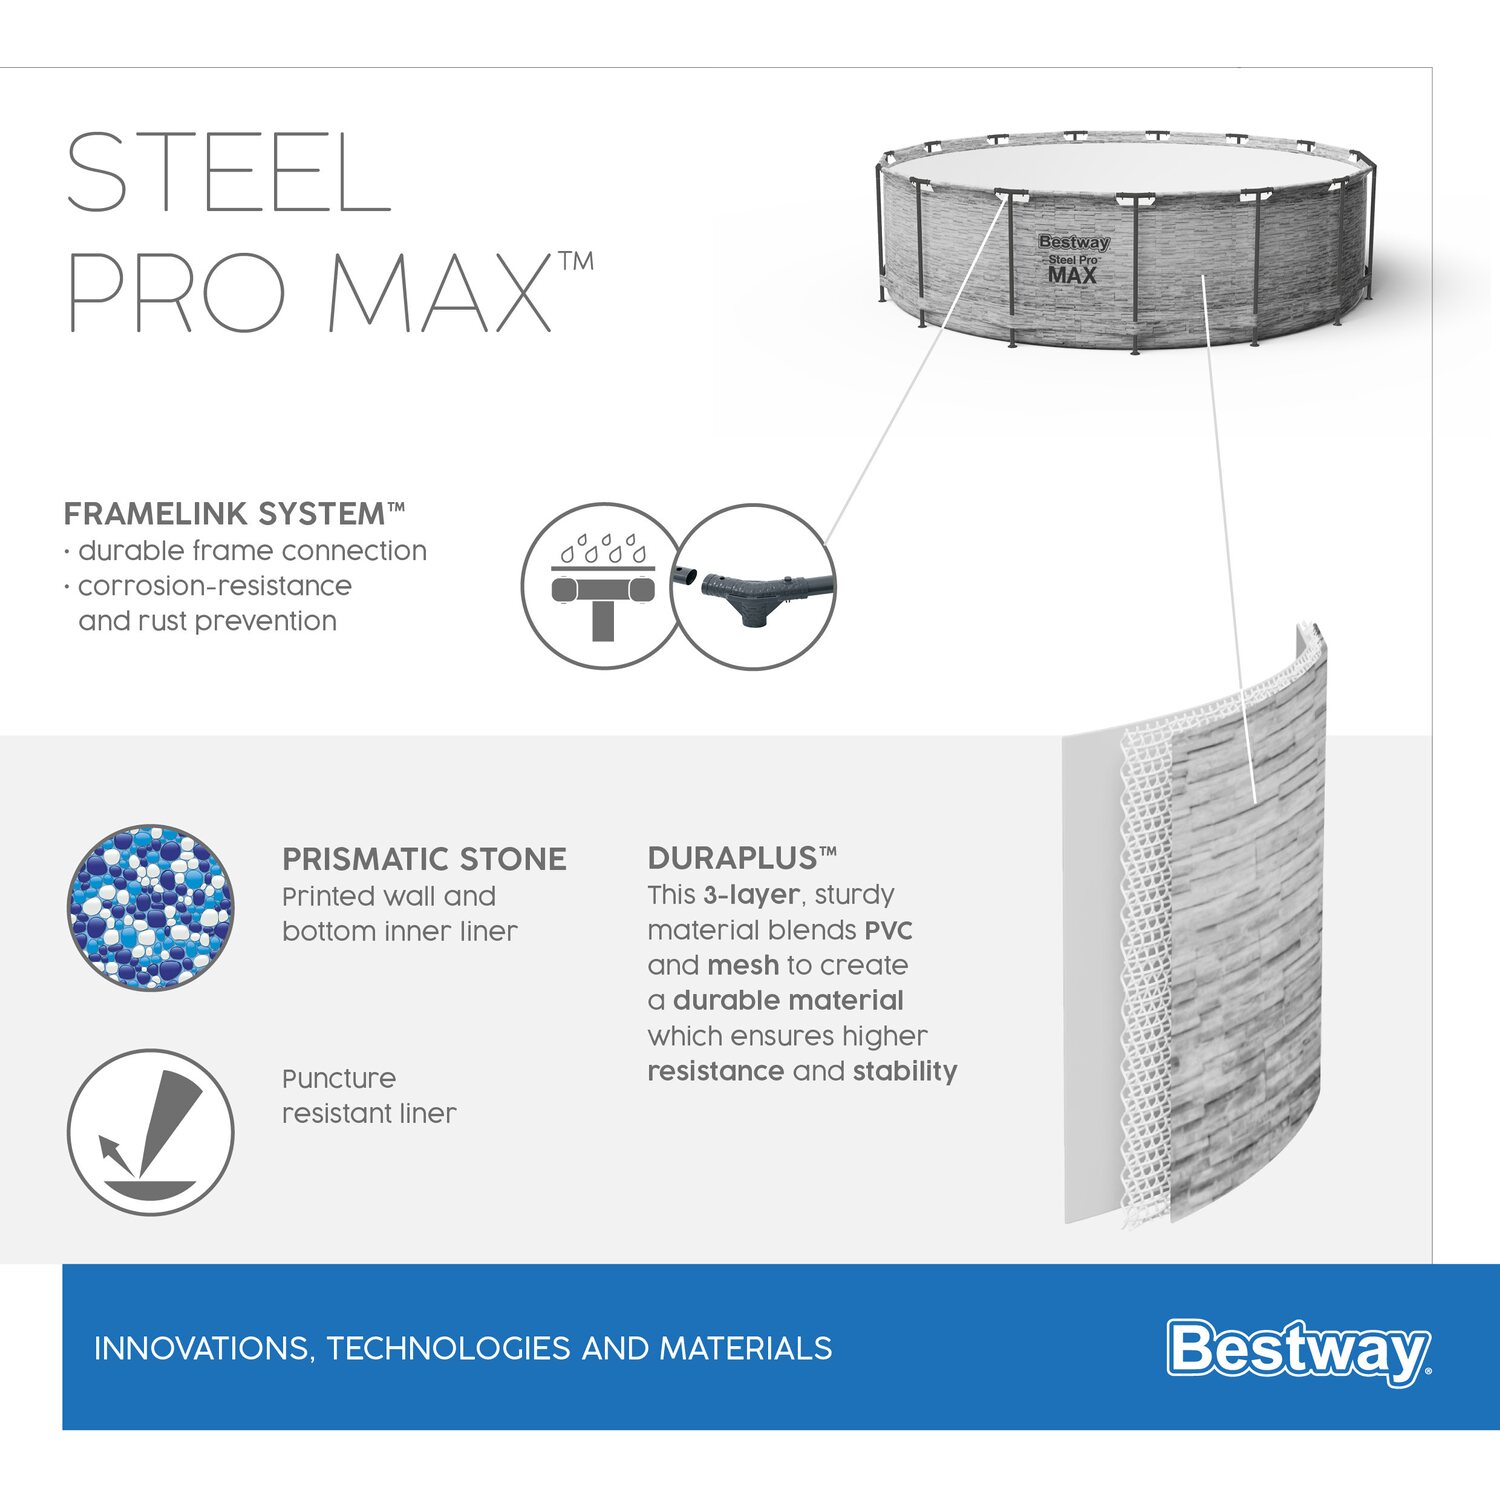 STEEL
PRO MAX™
Bestway
Steel Pro™
MAX
FRAMELINK SYSTEM™
· durable frame connection
· corrosion-resistance
and rust prevention
PRISMATIC STONE
Printed wall and
bottom inner liner
Puncture
resistant liner
DURAPLUS™
This 3-layer, sturdy
material blends PVC
and mesh to create
a durable material
which ensures higher
resistance and stability
INNOVATIONS, TECHNOLOGIES AND MATERIALS
Bestway®